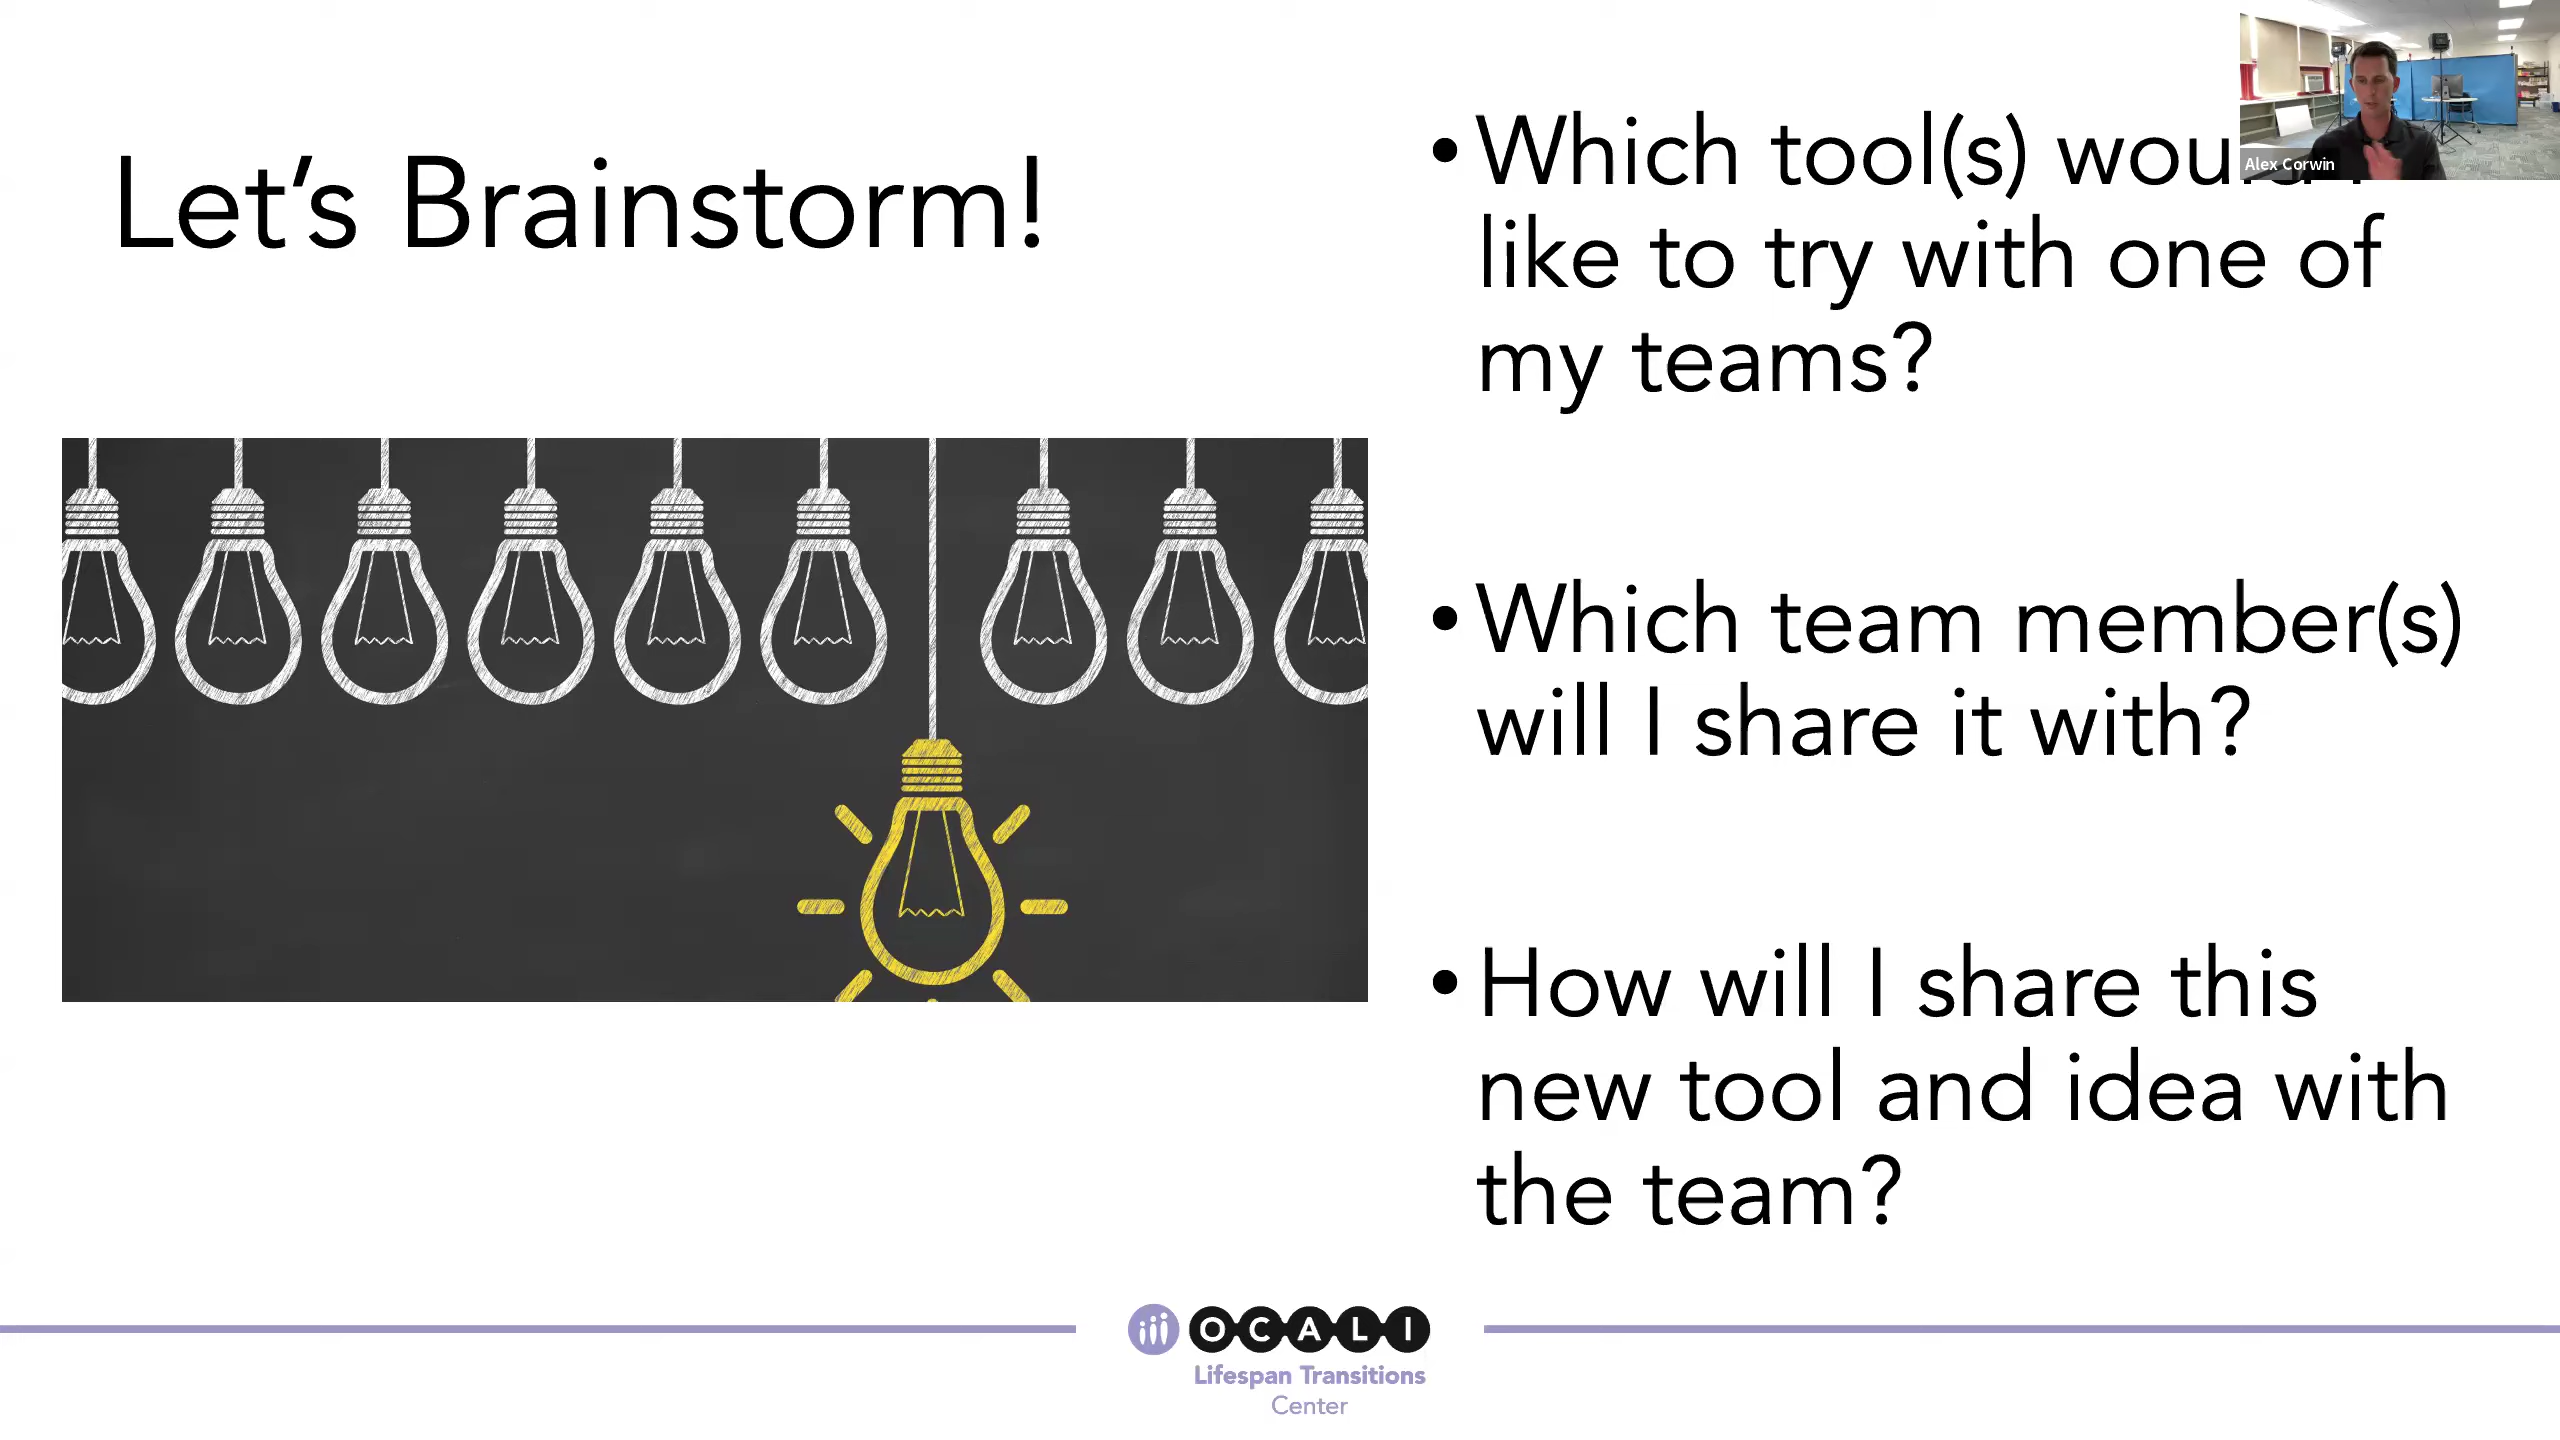 Let's Brainstorm!
• Which tool(s) would I
like to try with one of
my teams?
• Which team member(s)
will I share it with?
• How will I share this
new tool and idea with
the team?
Alex Corwin
OCALI
Lifespan Transitions
Center